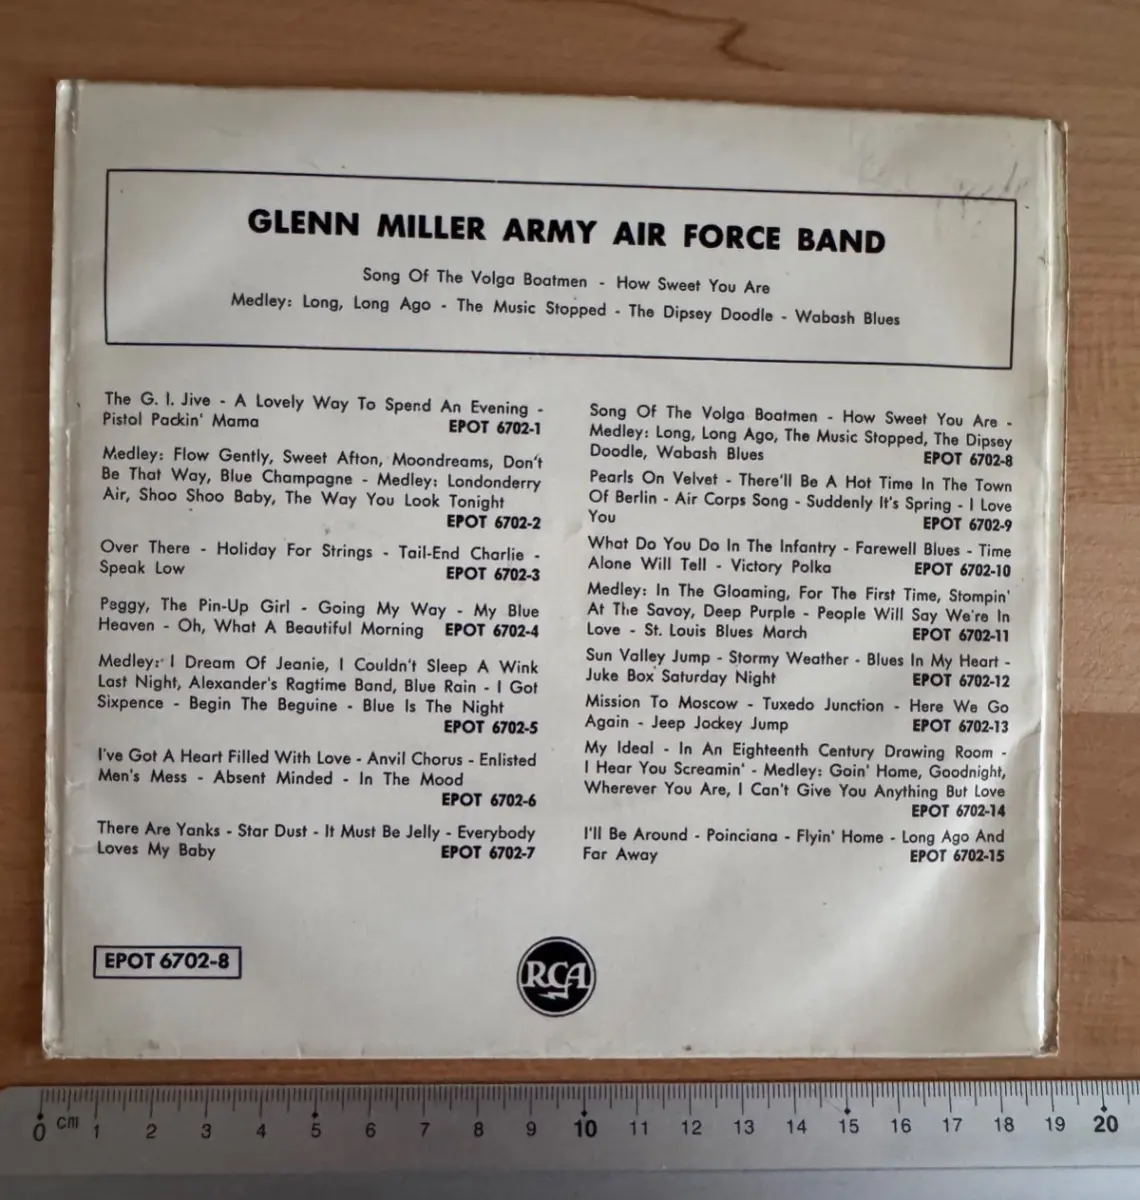 GLENN MILLER ARMY AIR FORCE BAND
Song Of The Volga Boatmen - How Sweet You Are
Medley: Long, Long Ago - The Music Stopped - The Dipsey Doodle - Wabash Blues
The G. I. Jive - A Lovely Way To Spend An Evening -
Pistol Packin' Mama EPOT 6702-1
Medley: Flow Gently, Sweet Afton, Moondreams, Don't
Be That Way, Blue Champagne - Medley: Londonderry
Air, Shoo Shoo Baby, The Way You Look Tonight
EPOT 6702-2
Over There - Holiday For Strings - Tail-End Charlie -
Speak Low EPOT 6702-3
Peggy, The Pin-Up Girl - Going My Way - My Blue
Heaven - Oh, What A Beautiful Morning EPOT 6702-4
Medley: I Dream Of Jeanie, I Couldn't Sleep A Wink
Last Night, Alexander's Ragtime Band, Blue Rain - I Got
Sixpence - Begin The Beguine - Blue Is The Night
EPOT 6702-5
I've Got A Heart Filled With Love - Anvil Chorus - Enlisted
Men's Mess - Absent Minded - In The Mood
EPOT 6702-6
There Are Yanks - Star Dust - It Must Be Jelly - Everybody
Loves My Baby EPOT 6702-7
Song Of The Volga Boatmen - How Sweet You Are -
Medley: Long, Long Ago, The Music Stopped, The Dipsey
Doodle, Wabash Blues EPOT 6702-8
Pearls On Velvet - There'll Be A Hot Time In The Town
Of Berlin - Air Corps Song - Suddenly It's Spring - I Love
You EPOT 6702-9
What Do You Do In The Infantry - Farewell Blues - Time
Alone Will Tell - Victory Polka EPOT 6702-10
Medley: In The Gloaming, For The First Time, Stompin'
At The Savoy, Deep Purple - People Will Say We're In
Love - St. Louis Blues March EPOT 6702-11
Sun Valley Jump - Stormy Weather - Blues In My Heart -
Juke Box Saturday Night EPOT 6702-12
Mission To Moscow - Tuxedo Junction - Here We Go
Again - Jeep Jockey Jump EPOT 6702-13
My Ideal - In An Eighteenth Century Drawing Room -
I Hear You Screamin' - Medley: Goin' Home, Goodnight,
Wherever You Are, I Can't Give You Anything But Love
EPOT 6702-14
I'll Be Around - Poinciana - Flyin' Home - Long Ago And
Far Away EPOT 6702-15
EPOT 6702-8
RCA
0 cm 1 2 3 4 5 6 7 8 9 10 11 12 13 14 15 16 17 18 19 20